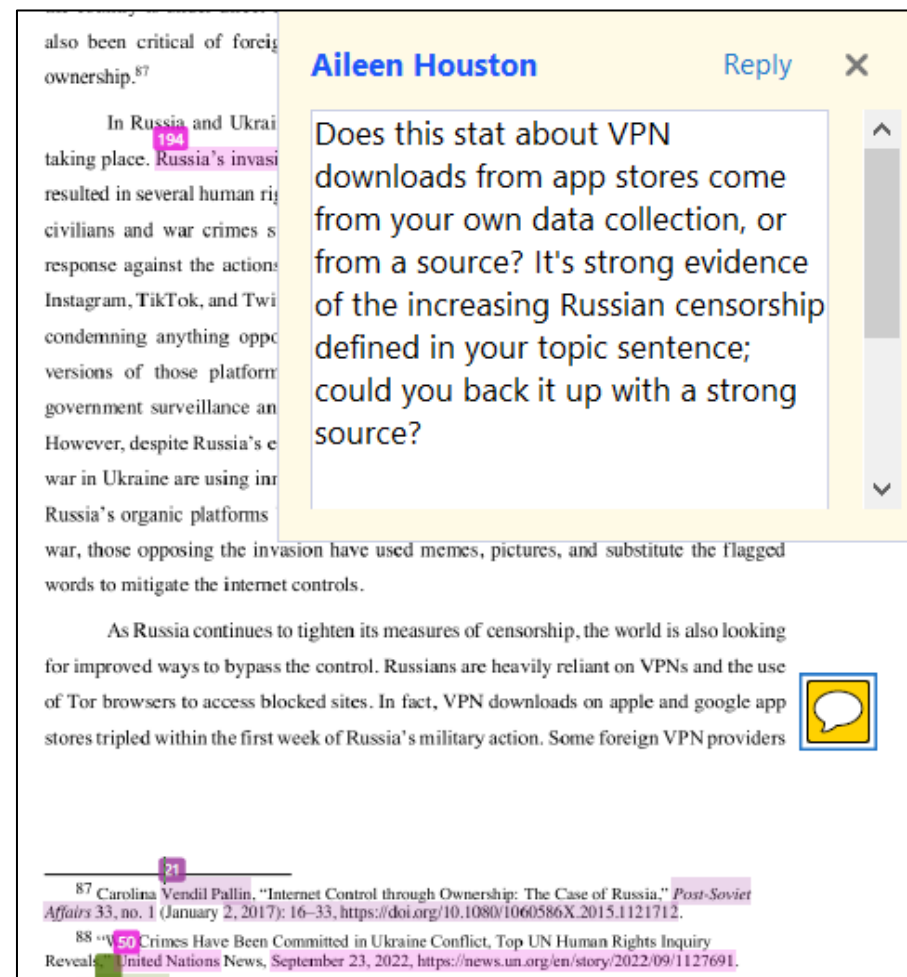 also been critical of foreig
ownership.87
In Russia and Ukrai
194
taking place. Russia's invasi
resulted in several human rig
civilians and war crimes s
response against the actions
Instagram, TikTok, and Twi
condemning anything oppo
versions of those platform
government surveillance an
However, despite Russia's e
war in Ukraine are using inn
Russia's organic platforms
war, those opposing the invasion have used memes, pictures, and substitute the flagged
words to mitigate the internet controls.
As Russia continues to tighten its measures of censorship, the world is also looking
for improved ways to bypass the control. Russians are heavily reliant on VPNs and the use
of Tor browsers to access blocked sites. In fact, VPN downloads on apple and google app
stores tripled within the first week of Russia's military action. Some foreign VPN providers
Aileen Houston
Reply
Does this stat about VPN
downloads from app stores come
from your own data collection, or
from a source? It's strong evidence
of the increasing Russian censorship
defined in your topic sentence;
could you back it up with a strong
source?
21
87 Carolina Vendil Pallin, "Internet Control through Ownership: The Case of Russia," Post-Soviet
Affairs 33, no. 1 (January 2, 2017): 16–33, https://doi.org/10.1080/1060586X.2015.1121712.
88 Crimes Have Been Committed in Ukraine Conflict, Top UN Human Rights Inquiry
50
Reveals," United Nations News, September 23, 2022, https://news.un.org/en/story/2022/09/1127691.